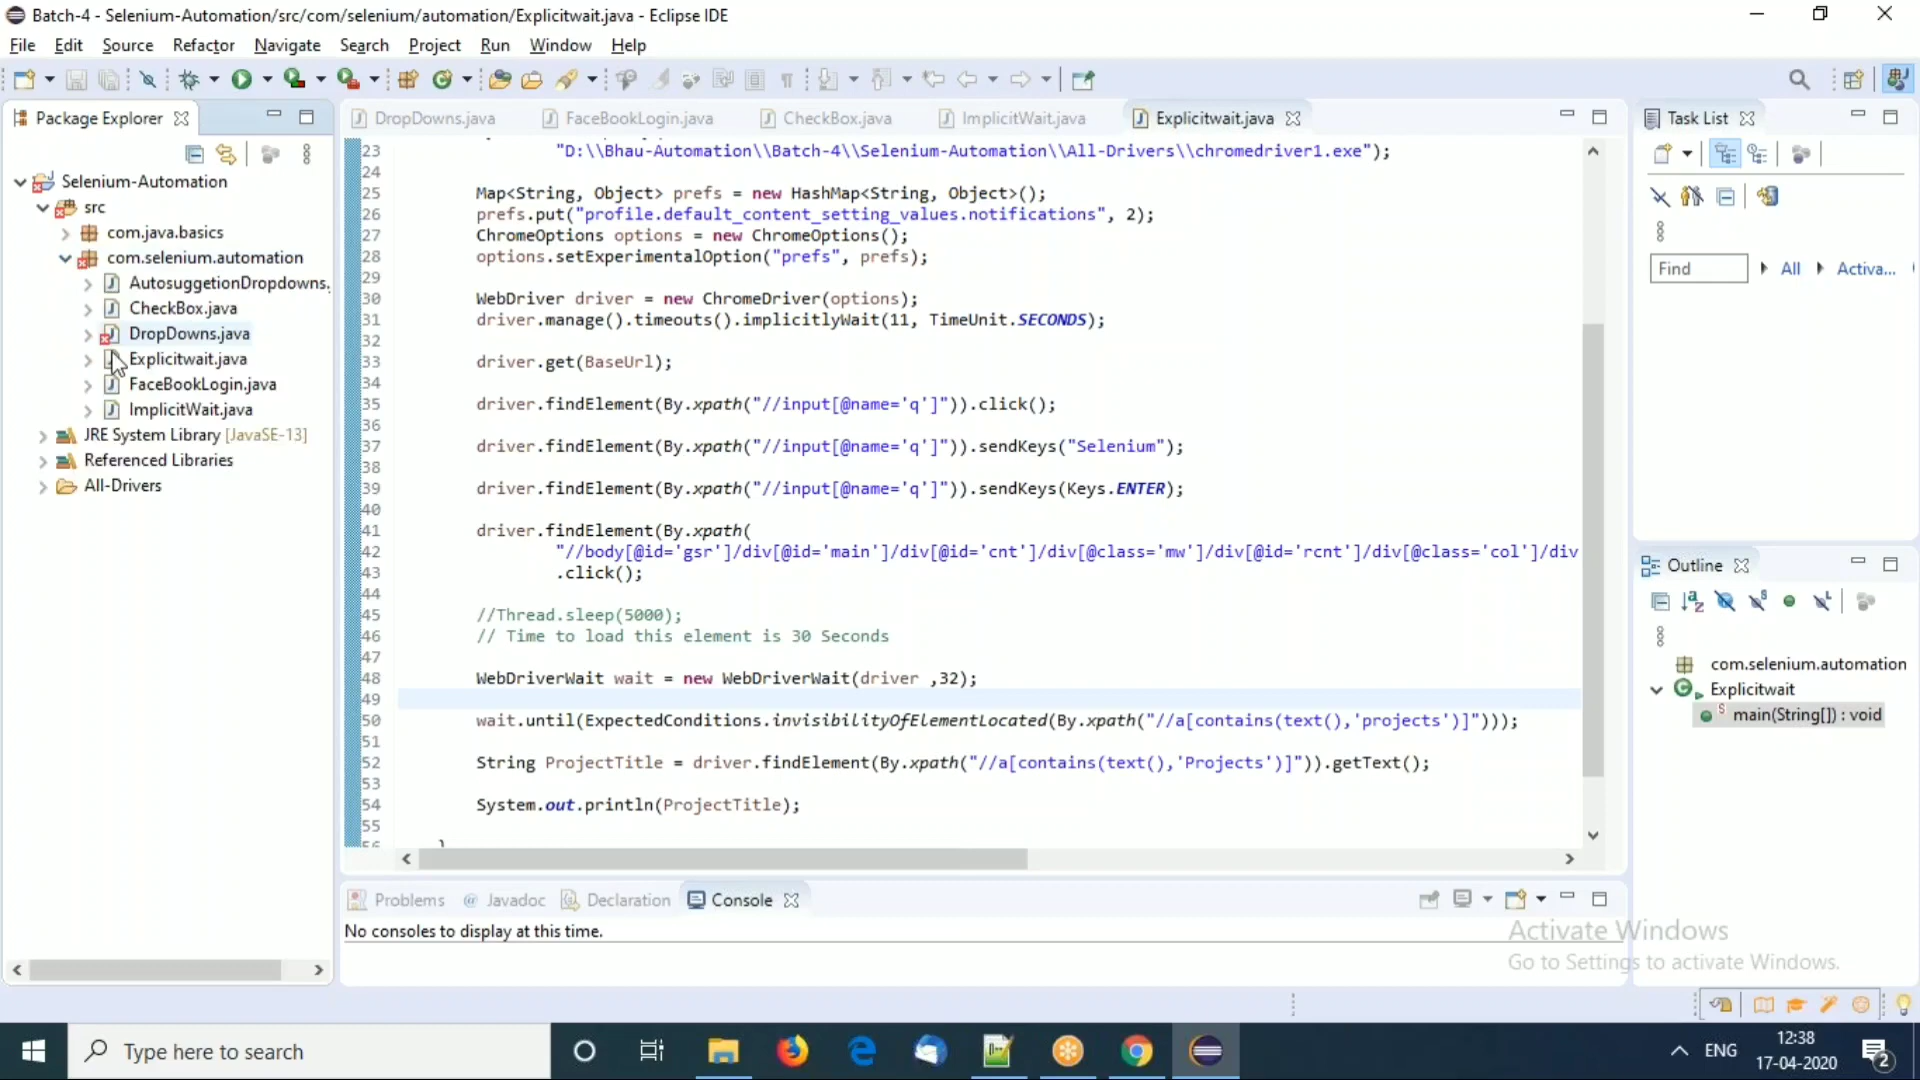 Batch-4 - Selenium-Automation/src/com/selenium/automation/Explicitwait.java - Eclipse IDE
File Edit Source Refactor Navigate Search Project Run Window Help
Package Explorer
DropDowns.java FaceBookLogin.java CheckBox.java ImplicitWait.java Explicitwait.java
Task List
Selenium-Automation
src
com.java.basics
com.selenium.automation
AutosuggetionDropdowns.
CheckBox.java
DropDowns.java
Explicitwait.java
FaceBookLogin.java
ImplicitWait.java
JRE System Library [JavaSE-13]
Referenced Libraries
All-Drivers
23 "D:\\Bhau-Automation\\Batch-4\\Selenium-Automation\\All-Drivers\\chromedriver1.exe");
24
25 Map<String, Object> prefs = new HashMap<String, Object>();
26 prefs.put("profile.default_content_setting_values.notifications", 2);
27 ChromeOptions options = new ChromeOptions();
28 options.setExperimentalOption("prefs", prefs);
29
30 WebDriver driver = new ChromeDriver(options);
31 driver.manage().timeouts().implicitlyWait(11, TimeUnit.SECONDS);
32
33 driver.get(BaseUrl);
34
35 driver.findElement(By.xpath("//input[@name='q']")).click();
36
37 driver.findElement(By.xpath("//input[@name='q']")).sendKeys("Selenium");
38
39 driver.findElement(By.xpath("//input[@name='q']")).sendKeys(Keys.ENTER);
40
41 driver.findElement(By.xpath(
42 "//body[@id='gsr']/div[@id='main']/div[@id='cnt']/div[@class='mw']/div[@id='rcnt']/div[@class='col']/div
43 .click();
44
45 //Thread.sleep(5000);
46 // Time to load this element is 30 Seconds
47
48 WebDriverWait wait = new WebDriverWait(driver ,32);
49
50 wait.until(ExpectedConditions.invisibilityOfElementLocated(By.xpath("//a[contains(text(),'projects')]")));
51
52 String ProjectTitle = driver.findElement(By.xpath("//a[contains(text(),'Projects')]")).getText();
53
54 System.out.println(ProjectTitle);
55
56 }
Find All Activa...
Outline
com.selenium.automation
Explicitwait
main(String[]) : void
Problems Javadoc Declaration Console
No consoles to display at this time.
Activate Windows
Go to Settings to activate Windows.
Type here to search
ENG
12:38
17-04-2020
2